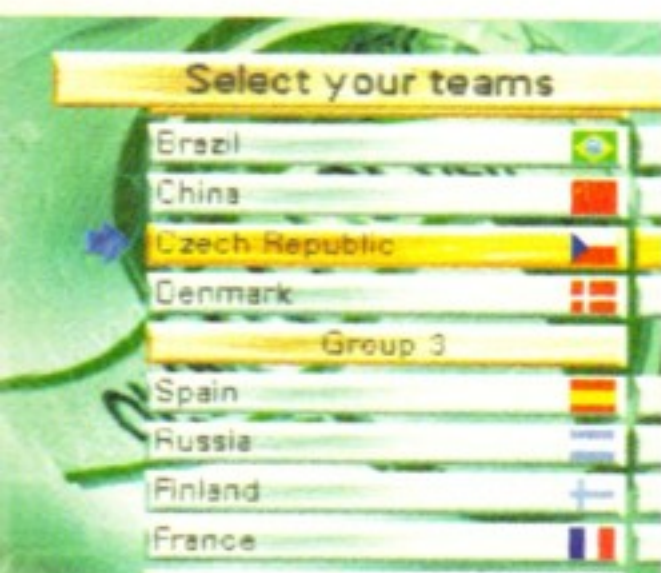 Select your teams
Brazil
China
Czech Republic
Denmark
Group 3
Spain
Russia
Finland
France